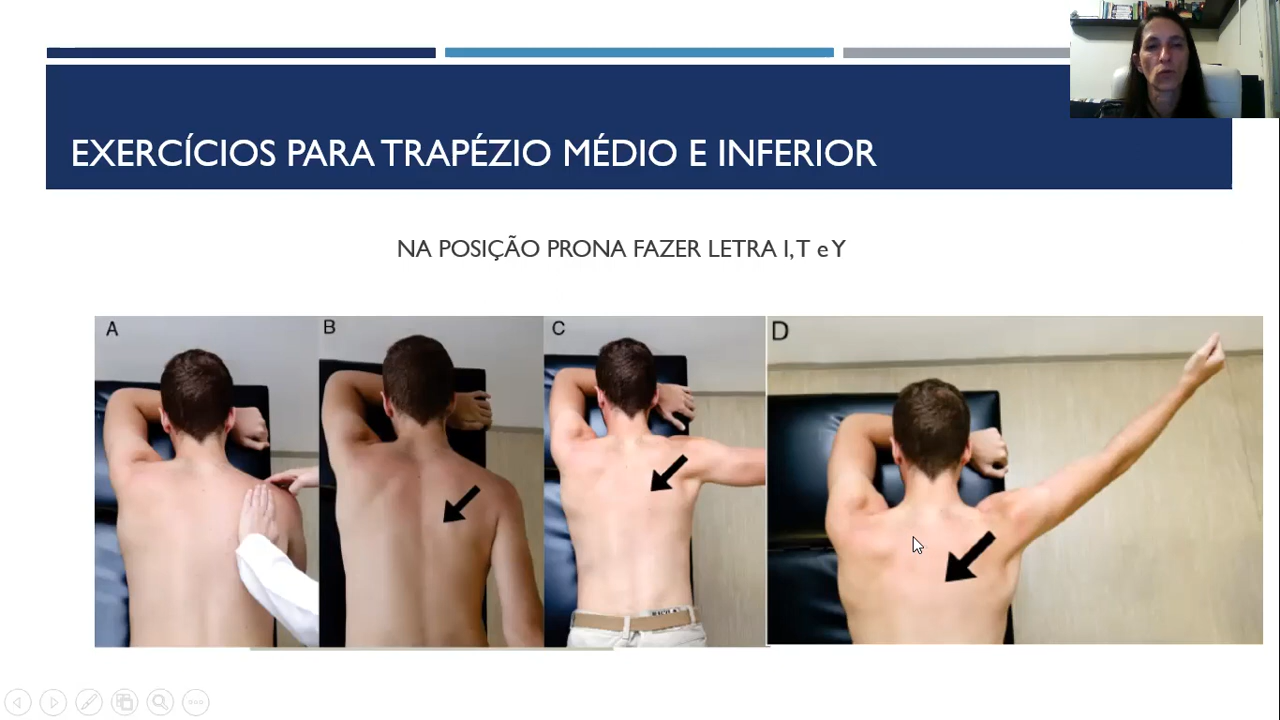 EXERCÍCIOS PARA TRAPÉZIO MÉDIO E INFERIOR
NA POSIÇÃO PRONA FAZER LETRA I, T e Y
A
B
C
D